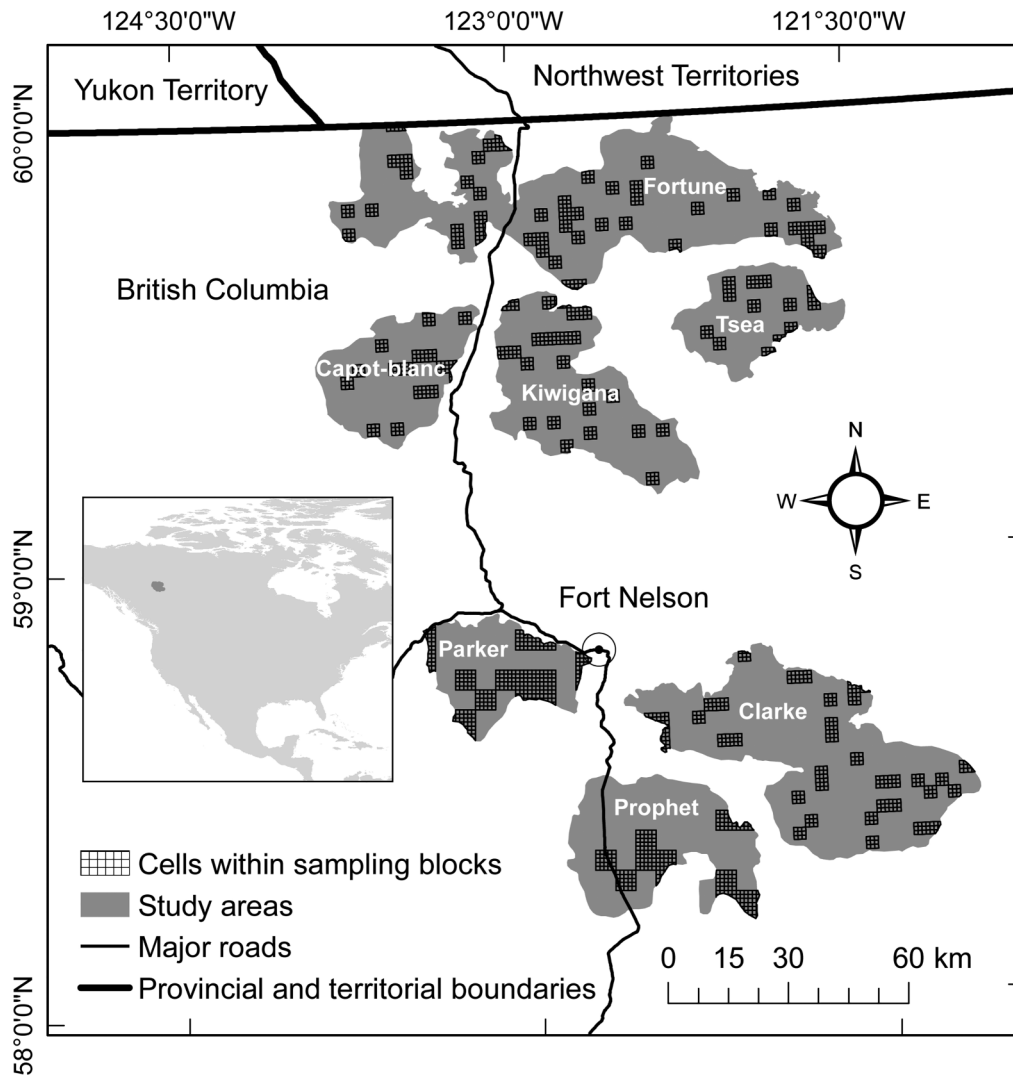 124°30'0"W 123°0'0"W 121°30'0"W
Yukon Territory
Northwest Territories
60°0'0"N
Fortune
British Columbia
Tsea
Capot-blanc
Kiwigana
N
W E
S
59°0'0"N
Fort Nelson
Parker
Clarke
Prophet
Cells within sampling blocks
Study areas
Major roads
Provincial and territorial boundaries
0 15 30 60 km
58°0'0"N